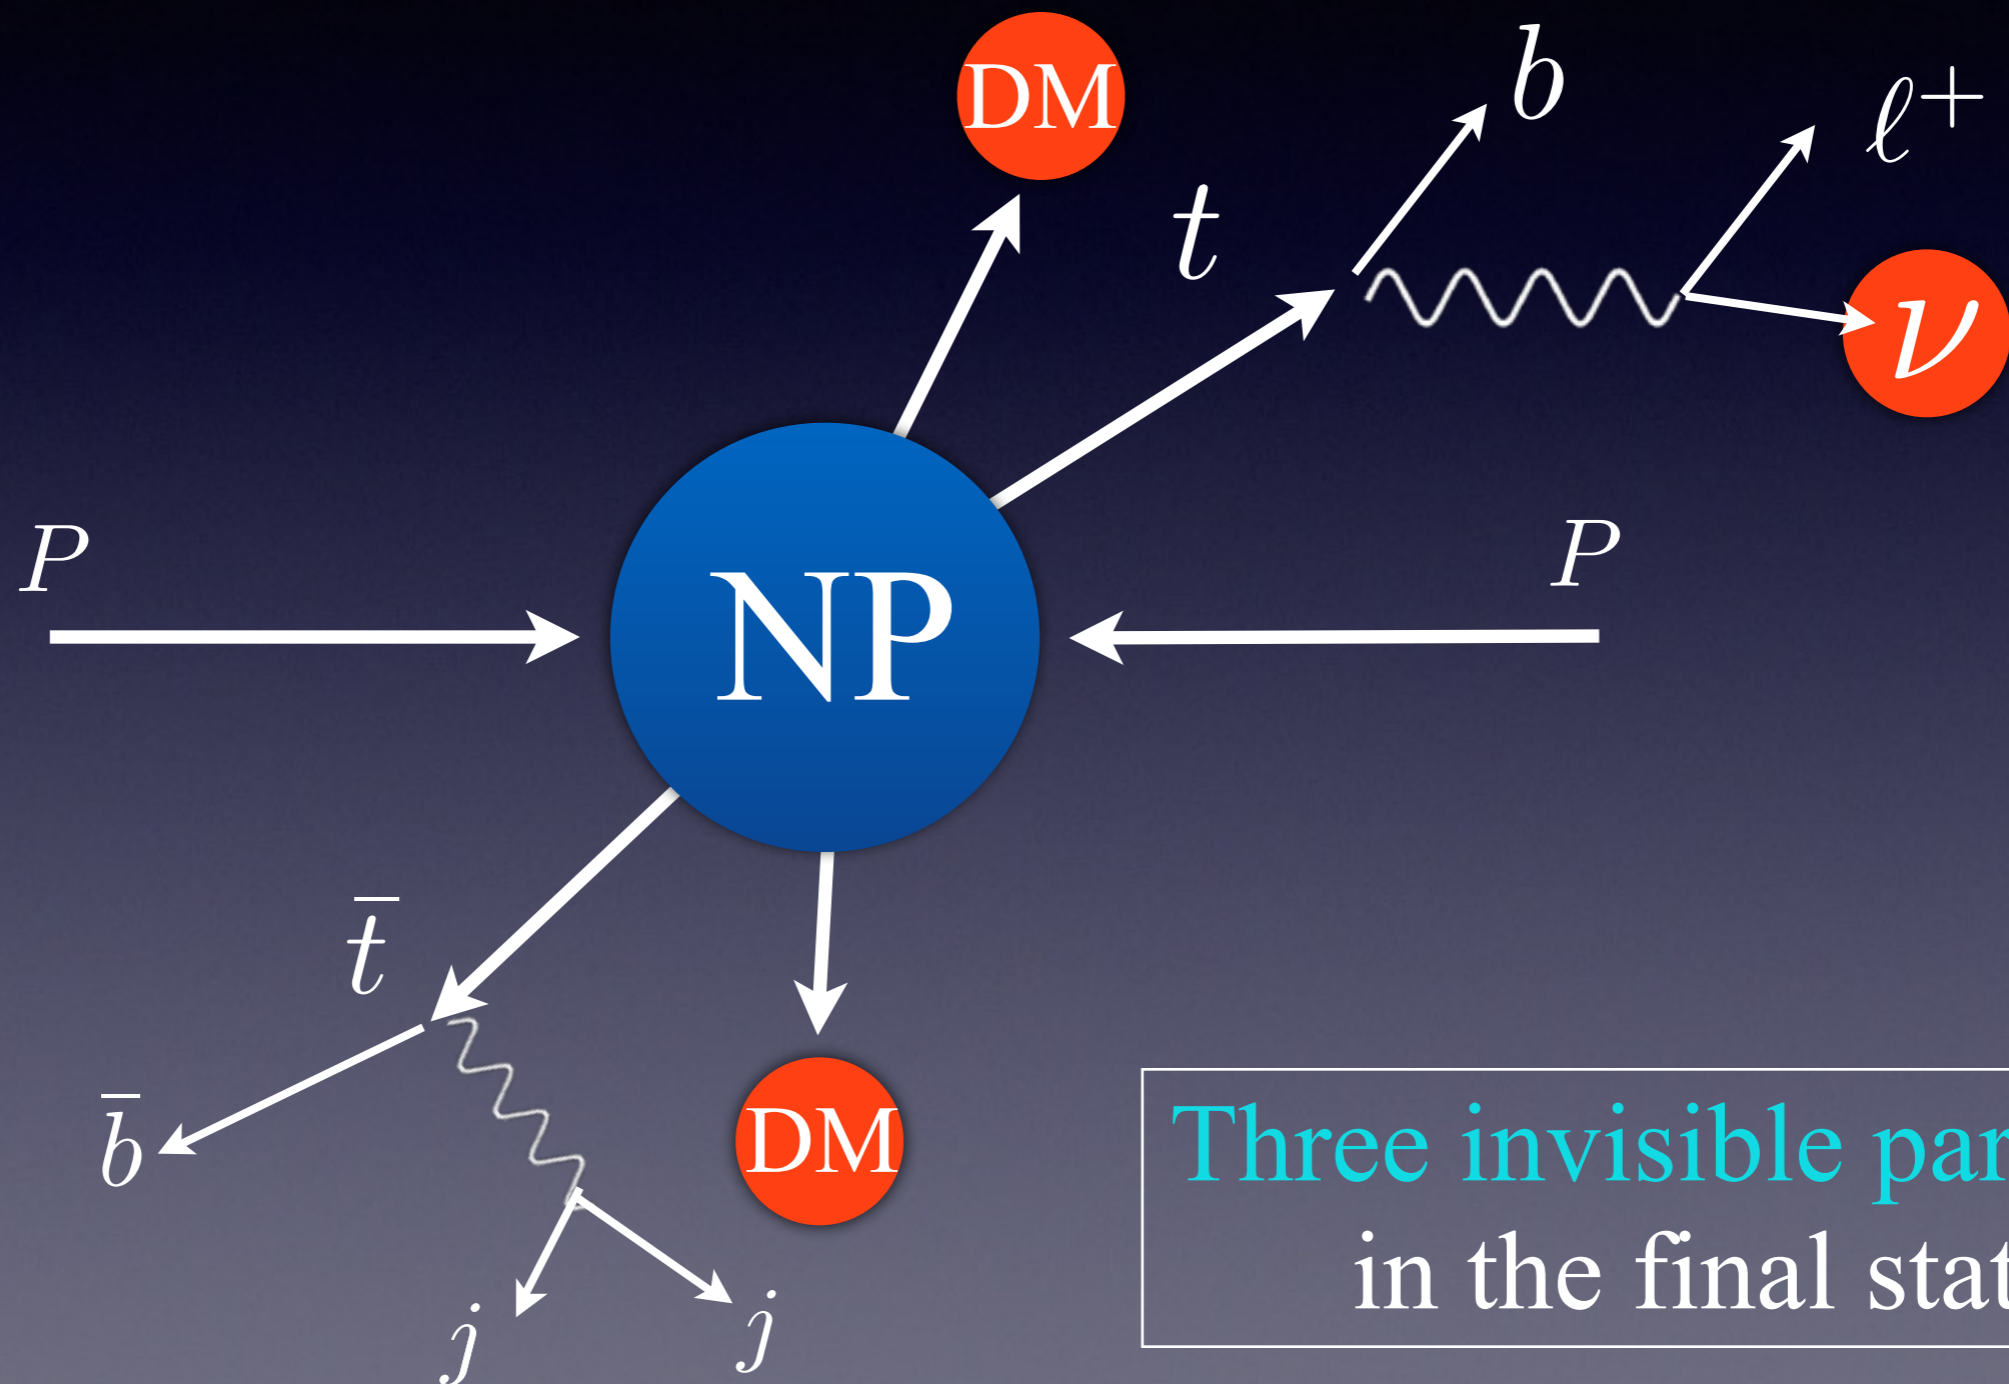 DM
b
ℓ⁺
t
ν
P
P
NP
t̄
b̄
DM
j
j
Three invisible par
in the final stat